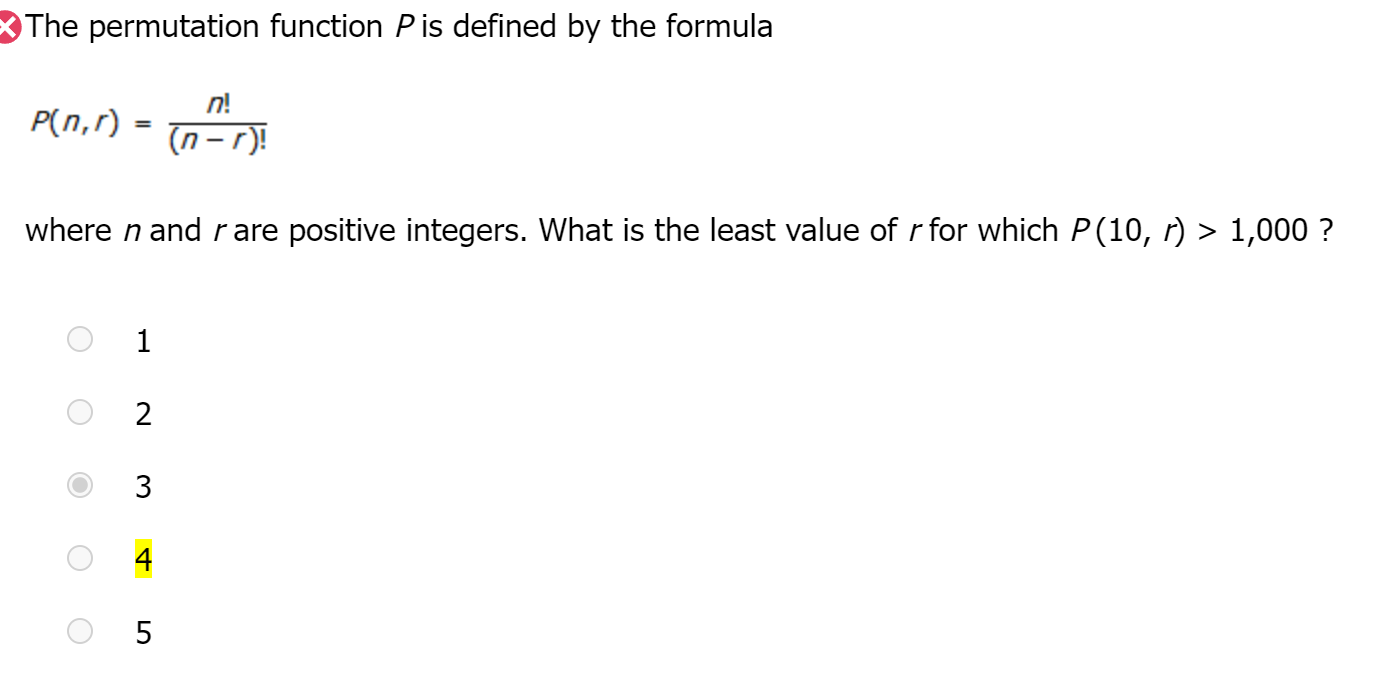 The permutation function P is defined by the formula
P(n,r) = n!/(n – r)!
where n and r are positive integers. What is the least value of r for which P(10, r) > 1,000 ?
1
2
3
4
5